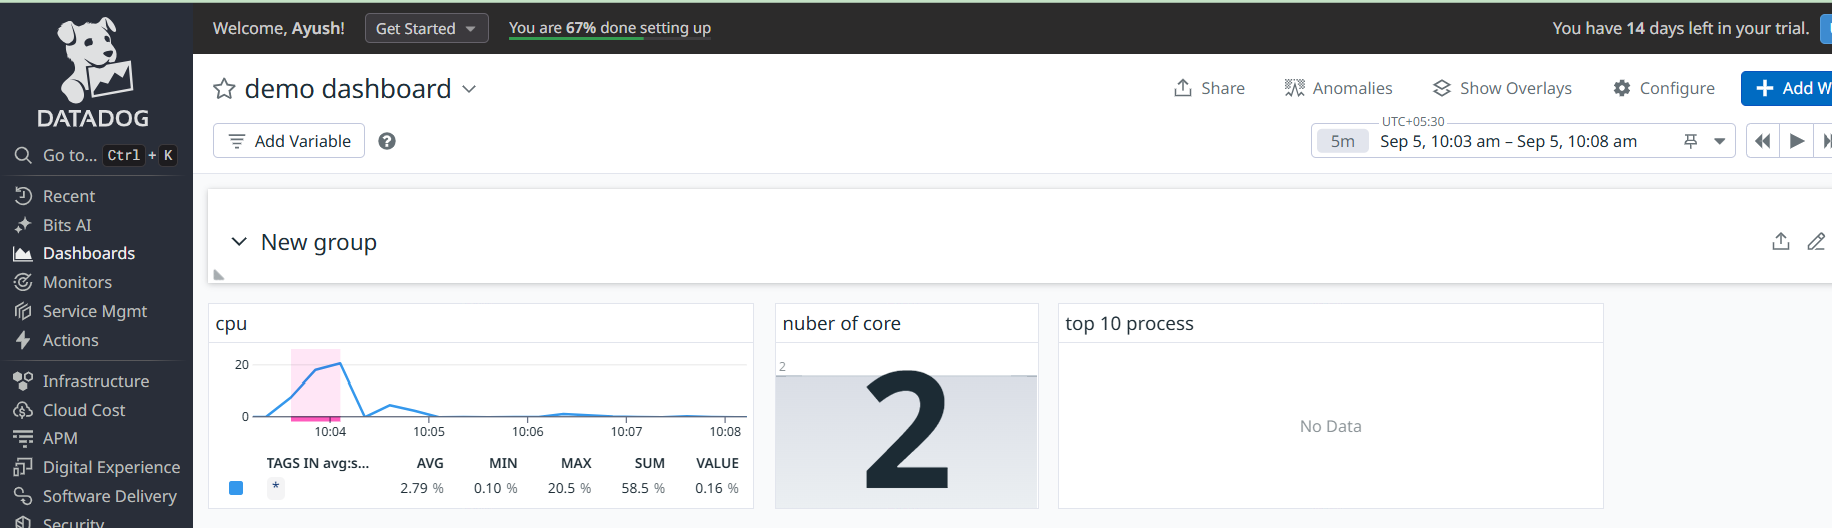 Welcome, Ayush!
Get Started
You are 67% done setting up
You have 14 days left in your trial.
DATADOG
Go to... Ctrl + K
Recent
Bits AI
Dashboards
Monitors
Service Mgmt
Actions
Infrastructure
Cloud Cost
APM
Digital Experience
Software Delivery
Security
demo dashboard
Share
Anomalies
Show Overlays
Configure
Add W
Add Variable
?
UTC+05:30
5m Sep 5, 10:03 am – Sep 5, 10:08 am
New group
cpu
20
0
10:04 10:05 10:06 10:07 10:08
TAGS IN avg:s... AVG MIN MAX SUM VALUE
* 2.79 % 0.10 % 20.5 % 58.5 % 0.16 %
nuber of core
2
2
top 10 process
No Data